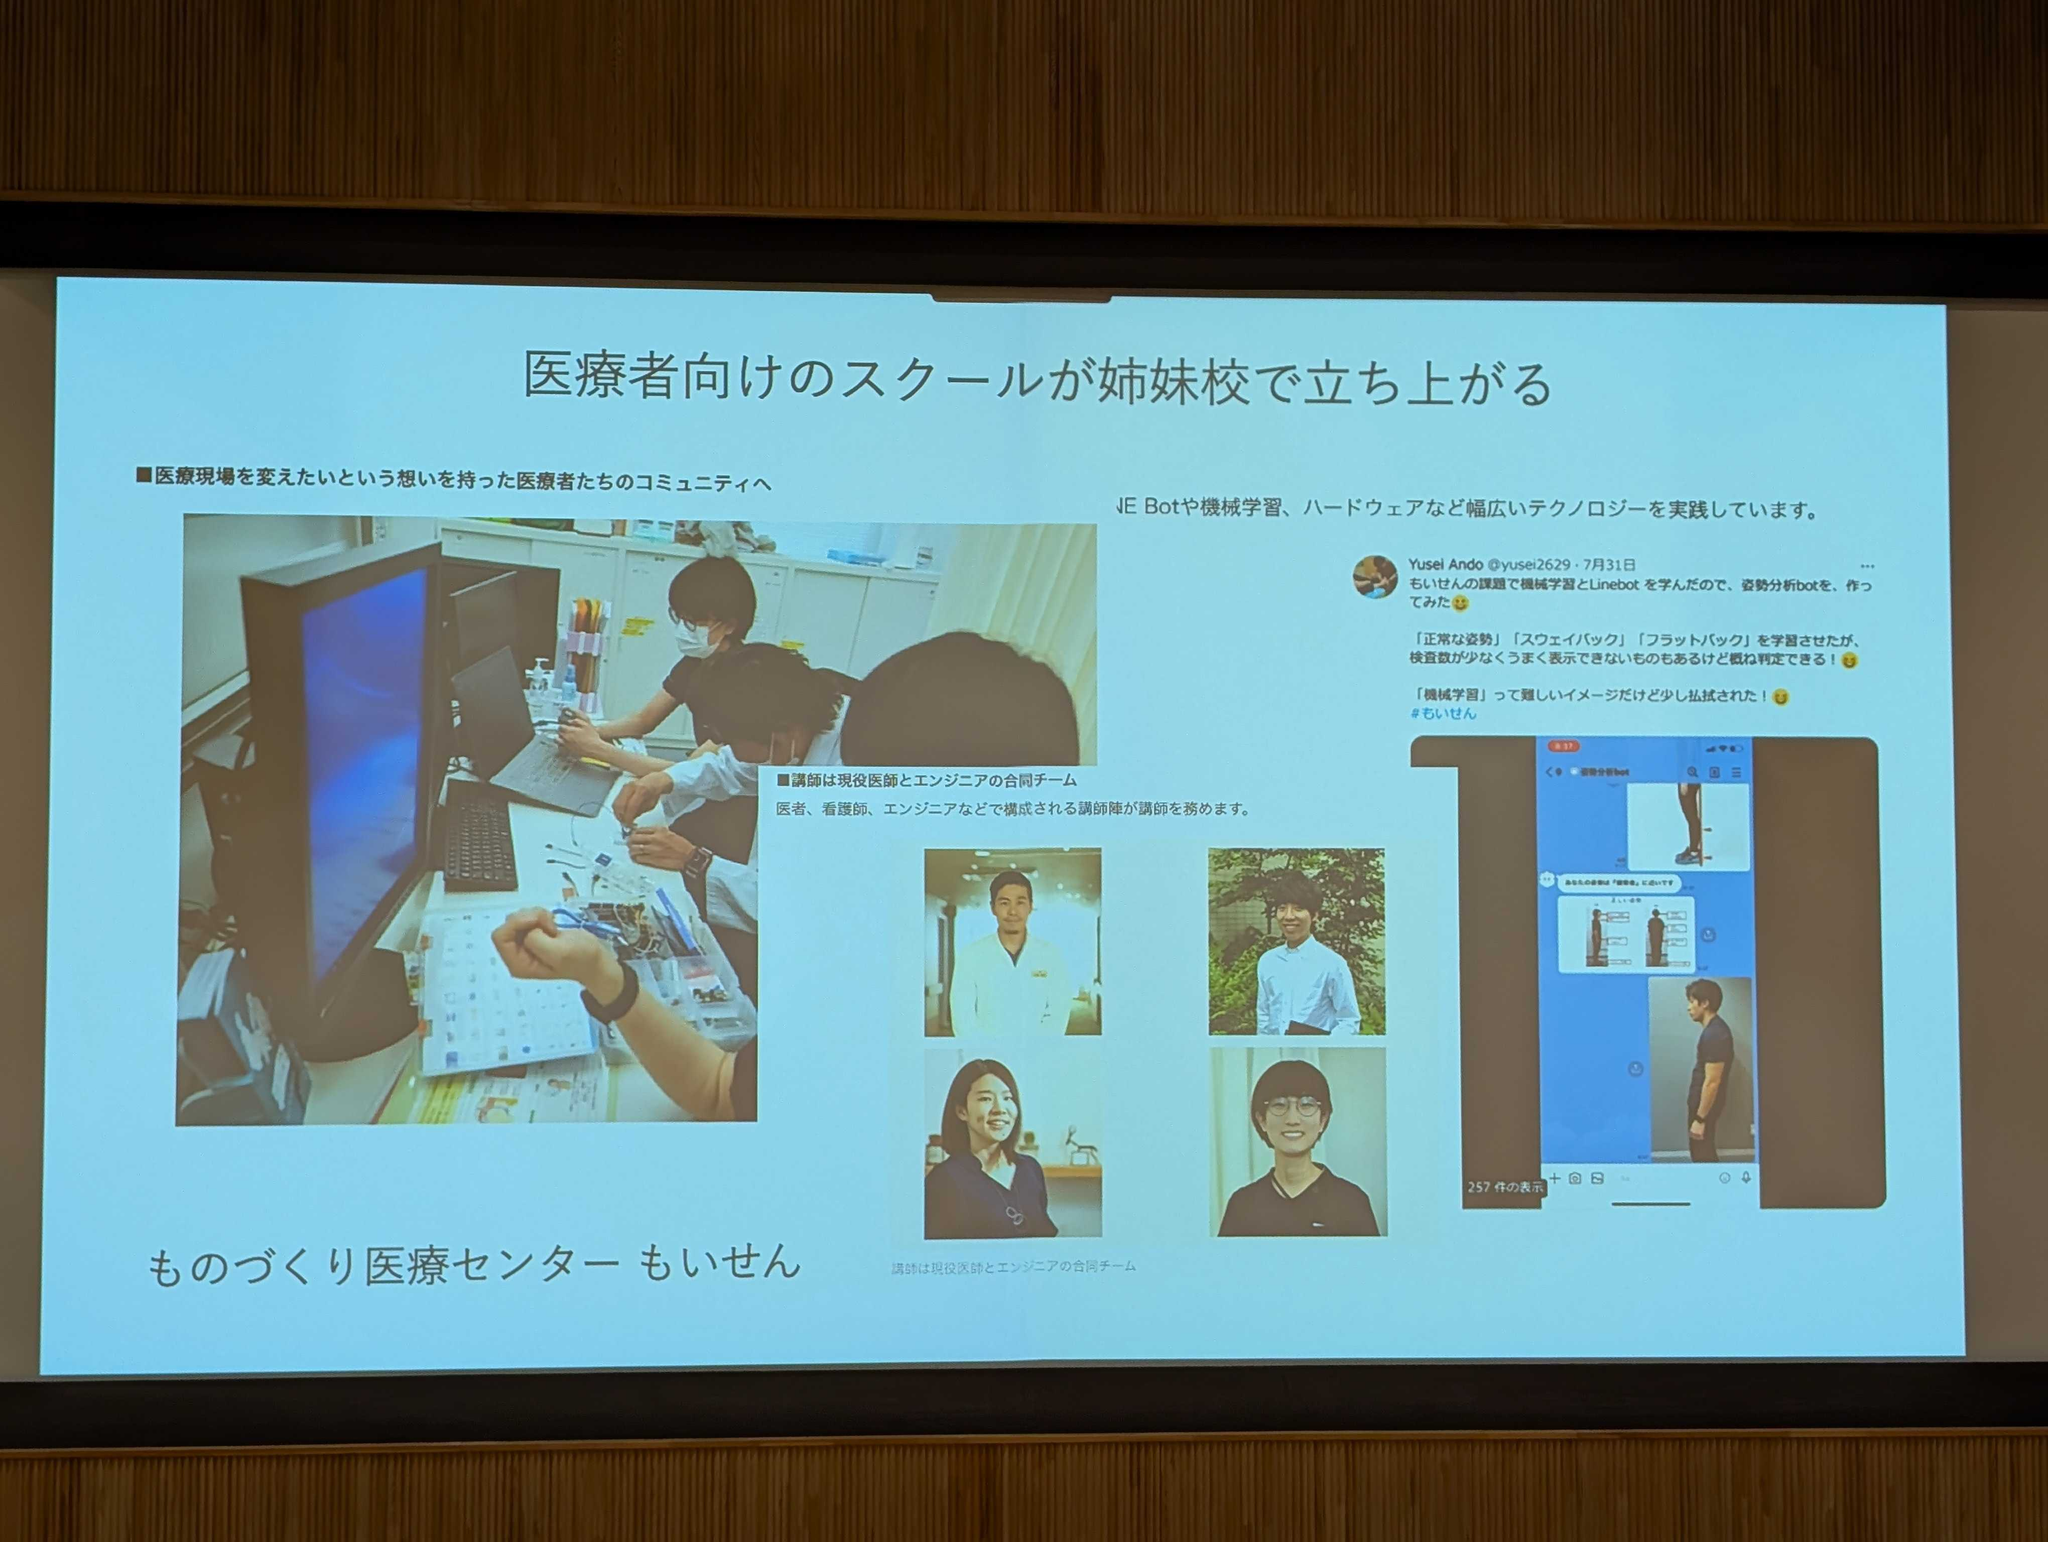 医療者向けのスクールが姉妹校で立ち上がる
■医療現場を変えたいという想いを持った医療者たちのコミュニティへ
NE Botや機械学習、ハードウェアなど幅広いテクノロジーを実践しています。
Yusei Ando @yusei2629・7月31日
もいせんの課題で機械学習とLinebot を学んだので、姿勢分析botを、作っ
てみた😀
「正常な姿勢」「スウェイバック」「フラットバック」を学習させたが、
検査数が少なくうまく表示できないものもあるけど概ね判定できる！😆
「機械学習」って難しいイメージだけど少し払拭された！😀
#もいせん
姿勢分析bot
正しい姿勢
257 件の表示
■講師は現役医師とエンジニアの合同チーム
医者、看護師、エンジニアなどで構成される講師陣が講師を務めます。
講師は現役医師とエンジニアの合同チーム
ものづくり医療センター もいせん